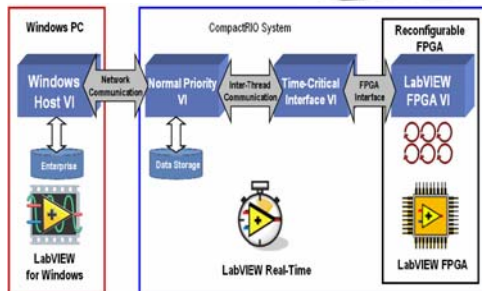 Windows PC
CompactRIO System
Reconfigurable
FPGA
Windows
Host VI
Network
Communication
Normal Priority
VI
Inter-Thread
Communication
Time-Critical
Interface VI
FPGA
Interface
LabVIEW
FPGA VI
Enterprise
Data Storage
LabVIEW
for Windows
LabVIEW Real-Time
LabVIEW FPGA